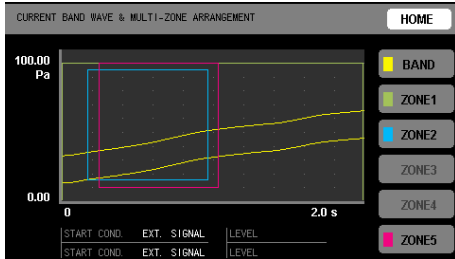 CURRENT BAND WAVE & MULTI-ZONE ARRANGEMENT
HOME
100.00
Pa
0.00
0
2.0 s
BAND
ZONE1
ZONE2
ZONE3
ZONE4
ZONE5
START COND. EXT. SIGNAL LEVEL
START COND. EXT. SIGNAL LEVEL